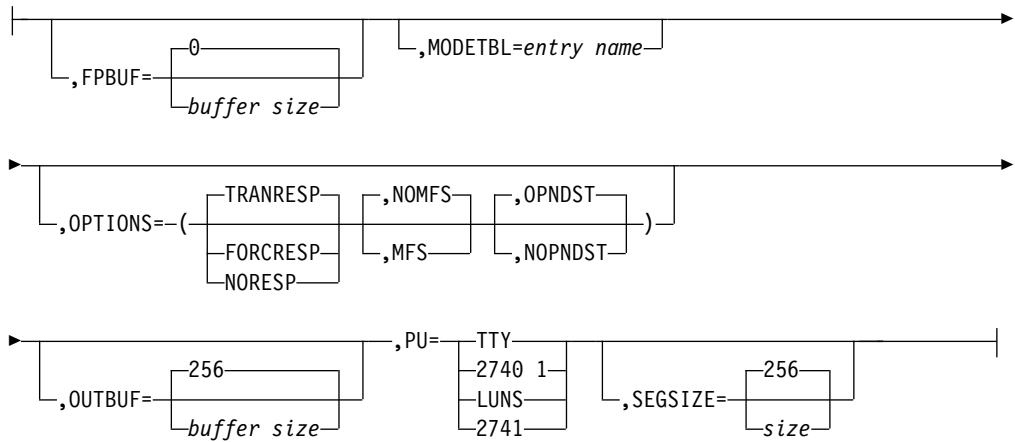 0
,MODETBL=entry name
,FPBUF=
buffer size
TRANRESP ,NOMFS ,OPNDST
,OPTIONS= ( )
FORCRESP ,MFS ,NOPNDST
NORESP
,PU= TTY
256 2740 1 256
,OUTBUF= LUNS ,SEGSIZE=
buffer size 2741 size